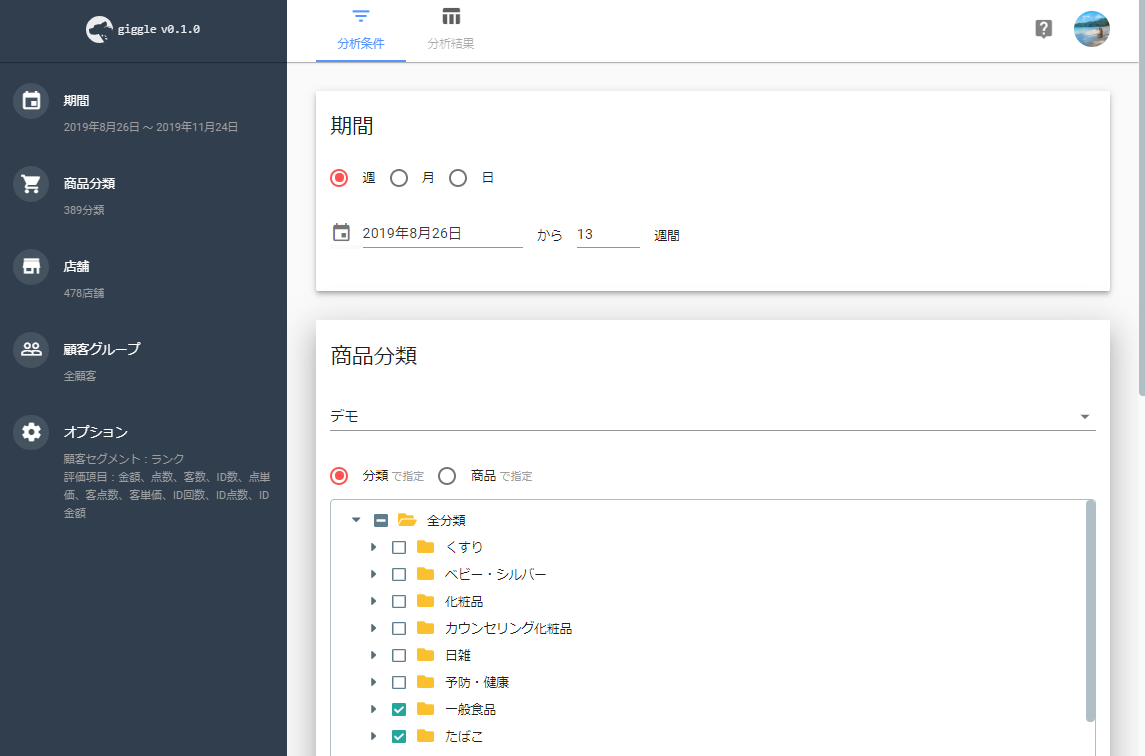 giggle v0.1.0
期間
2019年8月26日 〜 2019年11月24日
商品分類
389分類
店舗
478店舗
顧客グループ
全顧客
オプション
顧客セグメント：ランク
評価項目：金額、点数、客数、ID数、点単
価、客点数、客単価、ID回数、ID点数、ID
金額
分析条件 分析結果
期間
週 月 日
2019年8月26日 から 13 週間
商品分類
デモ
分類 で指定 商品 で指定
全分類
くすり
ベビー・シルバー
化粧品
カウンセリング化粧品
日雑
予防・健康
一般食品
たばこ